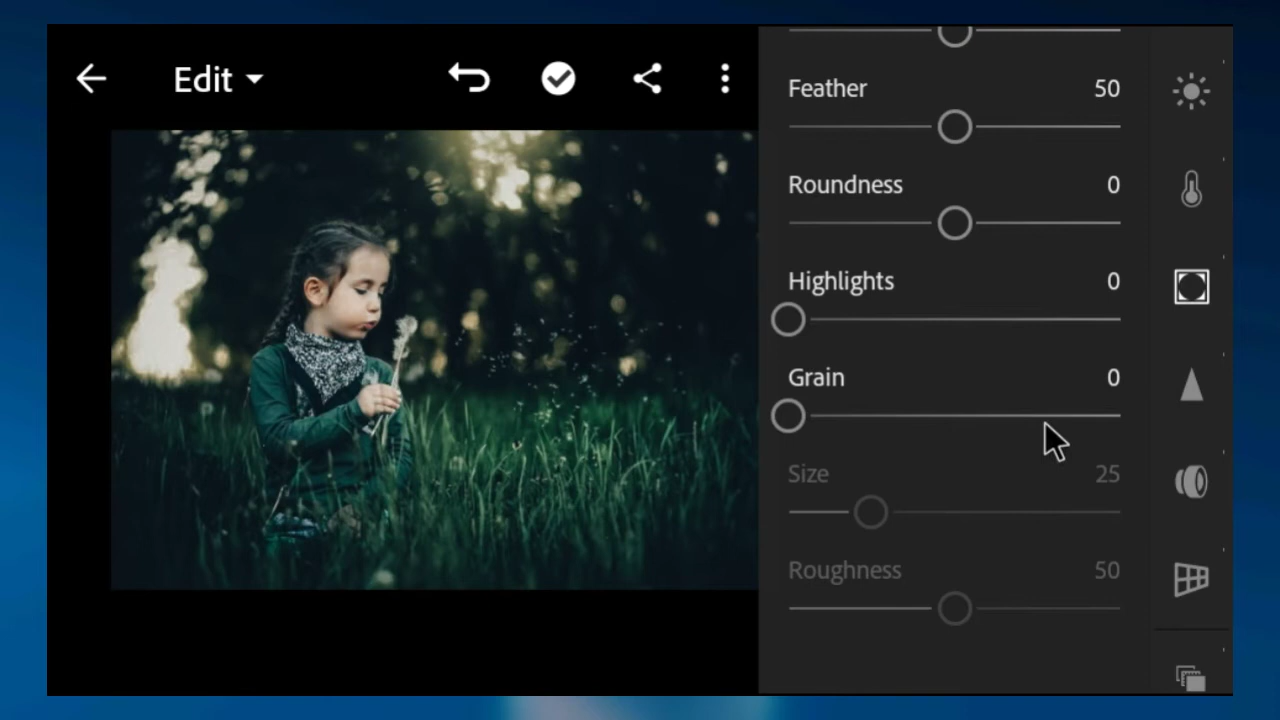 Edit
Feather 50
Roundness 0
Highlights 0
Grain 0
Size 25
Roughness 50